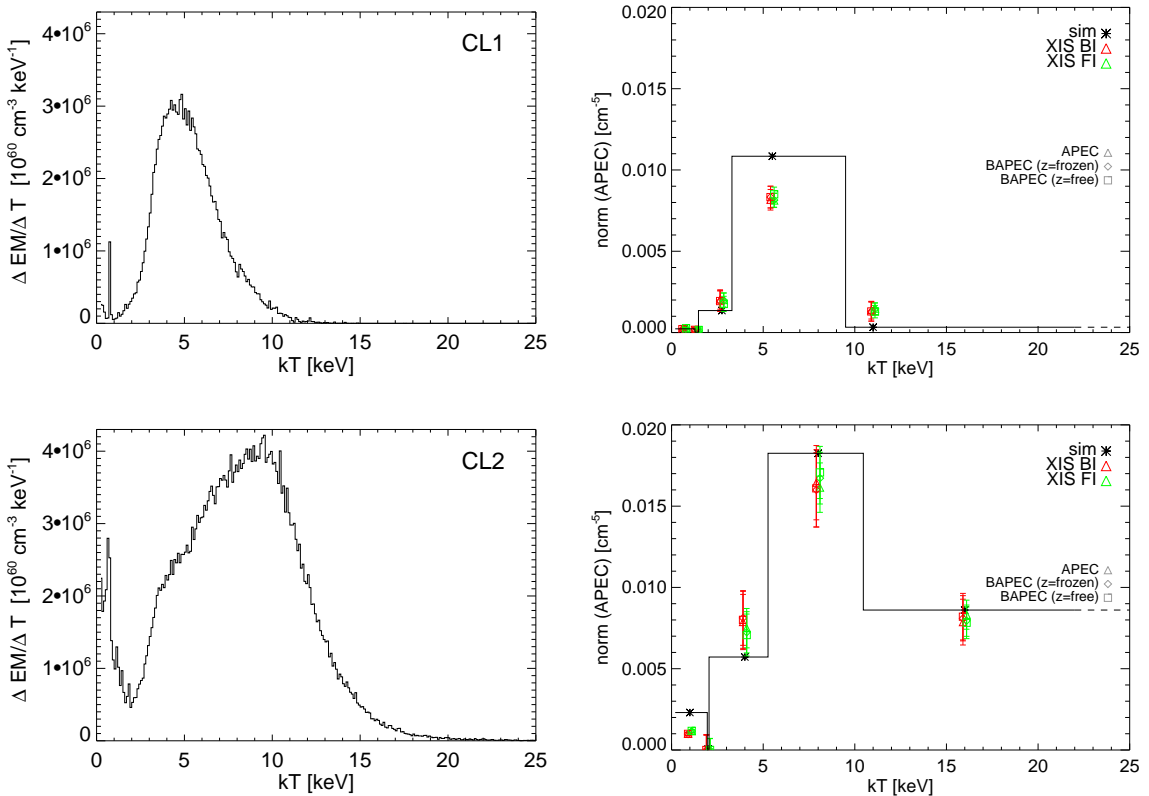 CL1
Δ EM/Δ T [10^60 cm^-3 keV^-1]
4•10^6
3•10^6
2•10^6
1•10^6
0
0 5 10 15 20 25
kT [keV]
sim
XIS BI
XIS FI
APEC
BAPEC (z=frozen)
BAPEC (z=free)
norm (APEC) [cm^-5]
0.020
0.015
0.010
0.005
0.000
0 5 10 15 20 25
kT [keV]
CL2
Δ EM/Δ T [10^60 cm^-3 keV^-1]
4•10^6
3•10^6
2•10^6
1•10^6
0
0 5 10 15 20 25
kT [keV]
sim
XIS BI
XIS FI
APEC
BAPEC (z=frozen)
BAPEC (z=free)
norm (APEC) [cm^-5]
0.020
0.015
0.010
0.005
0.000
0 5 10 15 20 25
kT [keV]